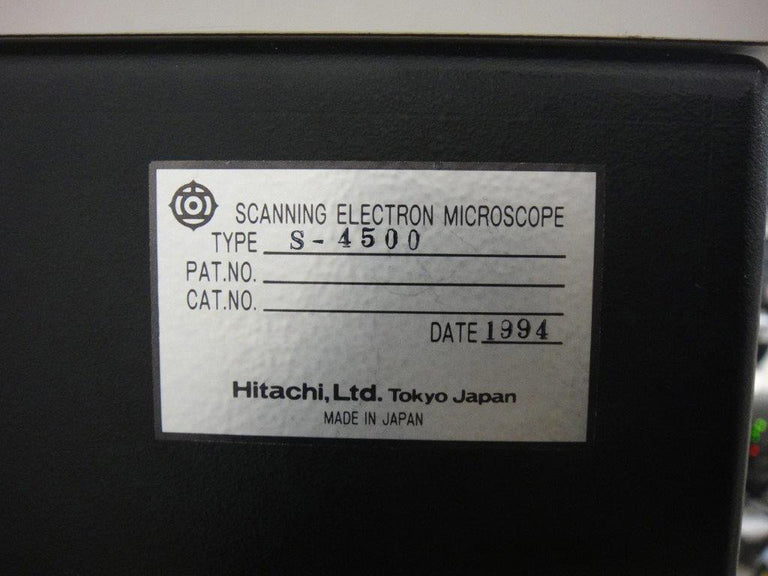 SCANNING ELECTRON MICROSCOPE
TYPE S-4500
PAT.NO.
CAT.NO.
DATE 1994
Hitachi, Ltd. Tokyo Japan
MADE IN JAPAN